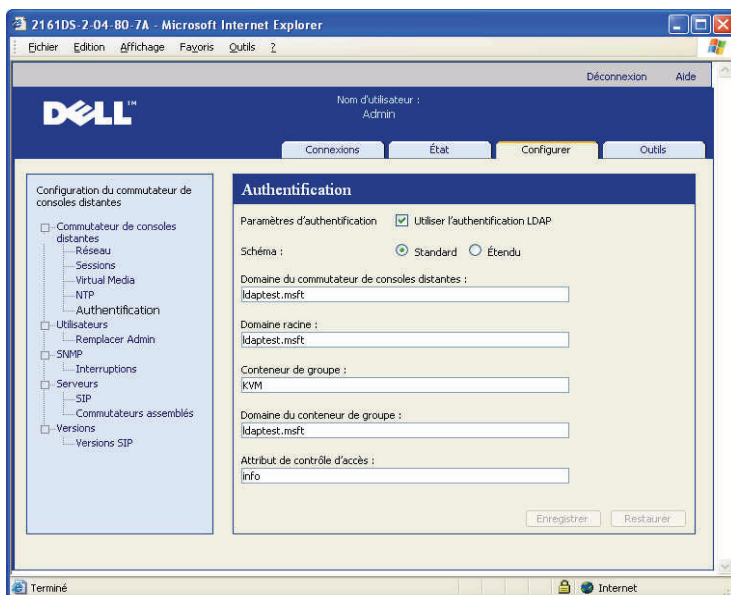 2161DS-2-04-80-7A - Microsoft Internet Explorer
Fichier Edition Affichage Favoris Outils ?
Déconnexion Aide
DELL™
Nom d'utilisateur :
Admin
Connexions État Configurer Outils
Configuration du commutateur de
consoles distantes
Commutateur de consoles
distantes
Réseau
Sessions
Virtual Media
NTP
Authentification
Utilisateurs
Remplacer Admin
SNMP
Interruptions
Serveurs
SIP
Commutateurs assemblés
Versions
Versions SIP
Authentification
Paramètres d'authentification Utiliser l'authentification LDAP
Schéma : Standard Étendu
Domaine du commutateur de consoles distantes :
ldaptest.msft
Domaine racine :
ldaptest.msft
Conteneur de groupe :
KVM
Domaine du conteneur de groupe :
ldaptest.msft
Attribut de contrôle d'accès :
info
Enregistrer Restaurer
Terminé Internet